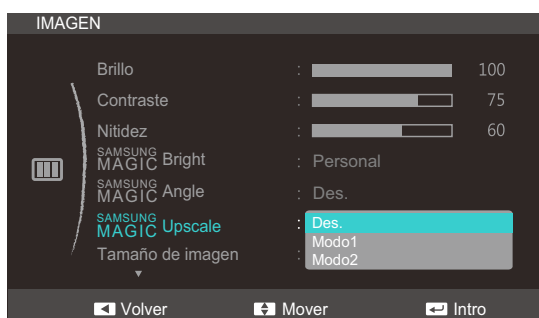 IMAGEN
Brillo : 100
Contraste : 75
Nitidez : 60
SAMSUNG MAGIC Bright : Personal
SAMSUNG MAGIC Angle : Des.
SAMSUNG MAGIC Upscale : Des.
Modo1
Modo2
Tamaño de imagen :
Volver Mover Intro